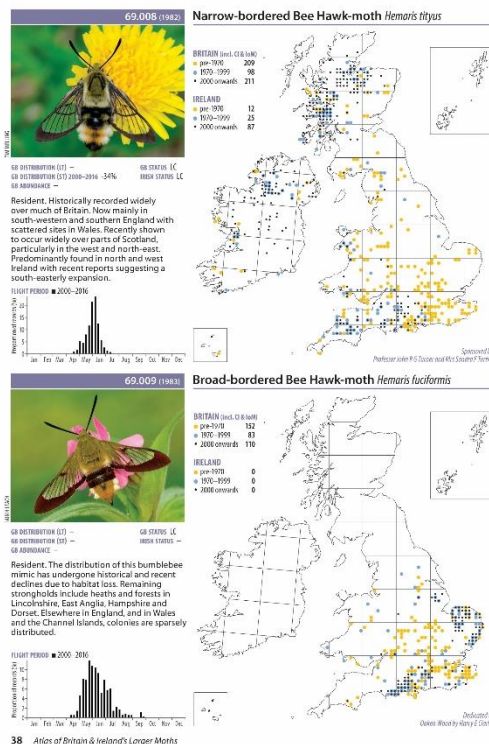 69.008 (1982)
Narrow-bordered Bee Hawk-moth Hemaris tityus
BRITAIN (incl. CI & IoM)
pre-1970 209
1970–1999 98
2000 onwards 211
IRELAND
pre-1970 12
1970–1999 25
2000 onwards 87
GB DISTRIBUTION (LT) –
GB DISTRIBUTION (ST) 2000–2016 -34%
GB ABUNDANCE –
GB STATUS LC
IRISH STATUS LC
Resident. Historically recorded widely
over much of Britain. Now mainly in
south-western and southern England with
scattered sites in Wales. Recently shown
to occur widely over parts of Scotland,
particularly in the west and north-east.
Predominantly found in north and west
Ireland with recent reports suggesting a
south-easterly expansion.
FLIGHT PERIOD ■ 2000–2016
Jan Feb Mar Apr May Jun Jul Aug Sep Oct Nov Dec
Sponsored
Professor John
69.009 (1983)
Broad-bordered Bee Hawk-moth Hemaris fuciformis
BRITAIN (incl. CI & IoM)
pre-1970 152
1970–1999 83
2000 onwards 110
IRELAND
pre-1970 0
1970–1999 0
2000 onwards 0
GB DISTRIBUTION (LT) –
GB DISTRIBUTION (ST) –
GB ABUNDANCE –
GB STATUS LC
IRISH STATUS –
Resident. The distribution of this bumblebee
mimic has undergone historical and recent
declines due to habitat loss. Remaining
strongholds include heaths and forests in
Lincolnshire, East Anglia, Hampshire and
Dorset. Elsewhere in England, and in Wales
and the Channel Islands, colonies are sparsely
distributed.
FLIGHT PERIOD ■ 2000–2016
Jan Feb Mar Apr May Jun Jul Aug Sep Oct Nov Dec
Dedicated
Oaken Wood by Harry E
38 Atlas of Britain & Ireland's Larger Moths